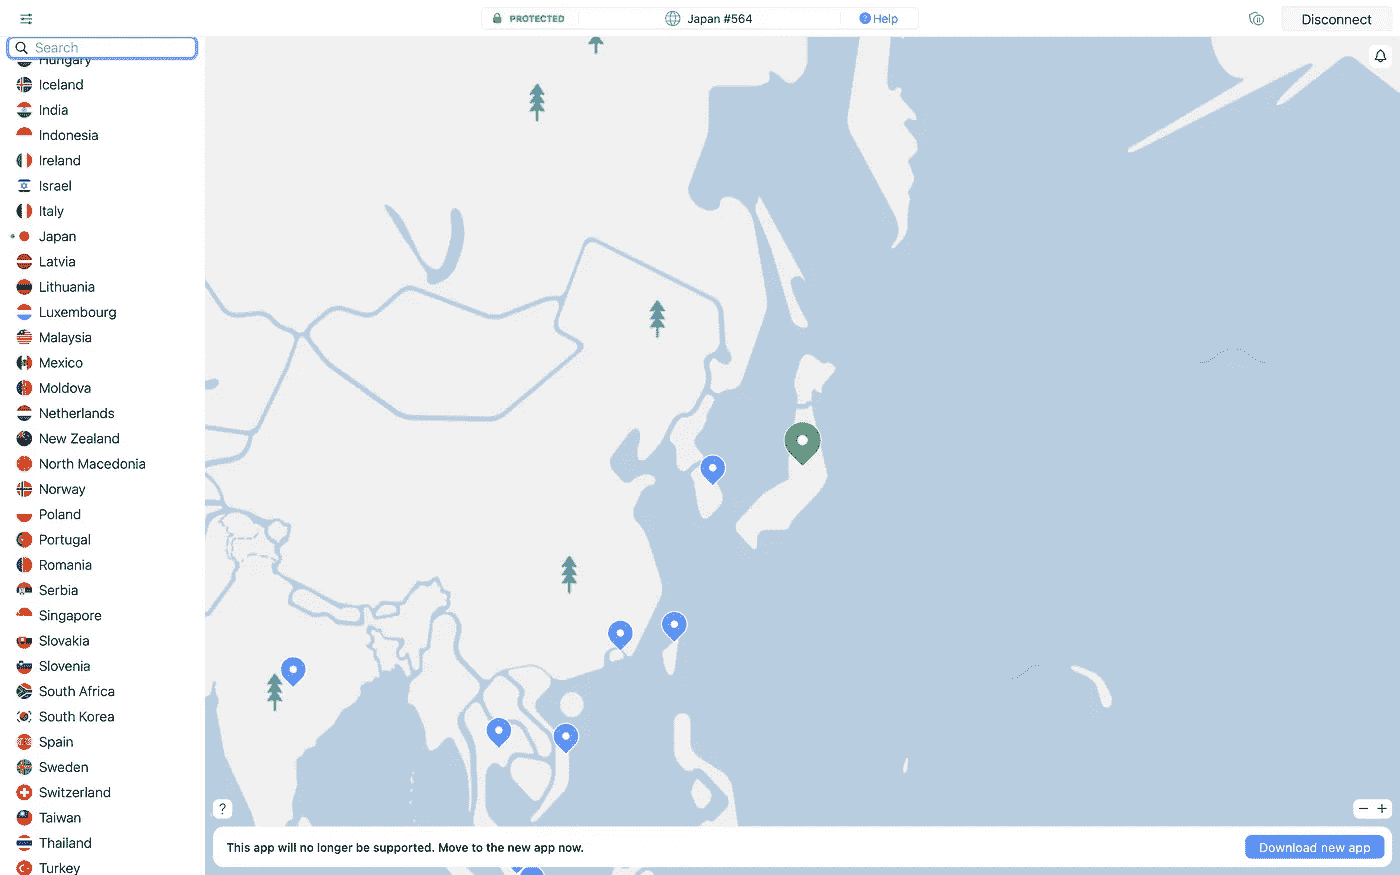 PROTECTED
Japan #564
? Help
Disconnect
Search
Hungary
Iceland
India
Indonesia
Ireland
Israel
Italy
Japan
Latvia
Lithuania
Luxembourg
Malaysia
Mexico
Moldova
Netherlands
New Zealand
North Macedonia
Norway
Poland
Portugal
Romania
Serbia
Singapore
Slovakia
Slovenia
South Africa
South Korea
Spain
Sweden
Switzerland
Taiwan
Thailand
Turkey
?
− +
This app will no longer be supported. Move to the new app now.
Download new app